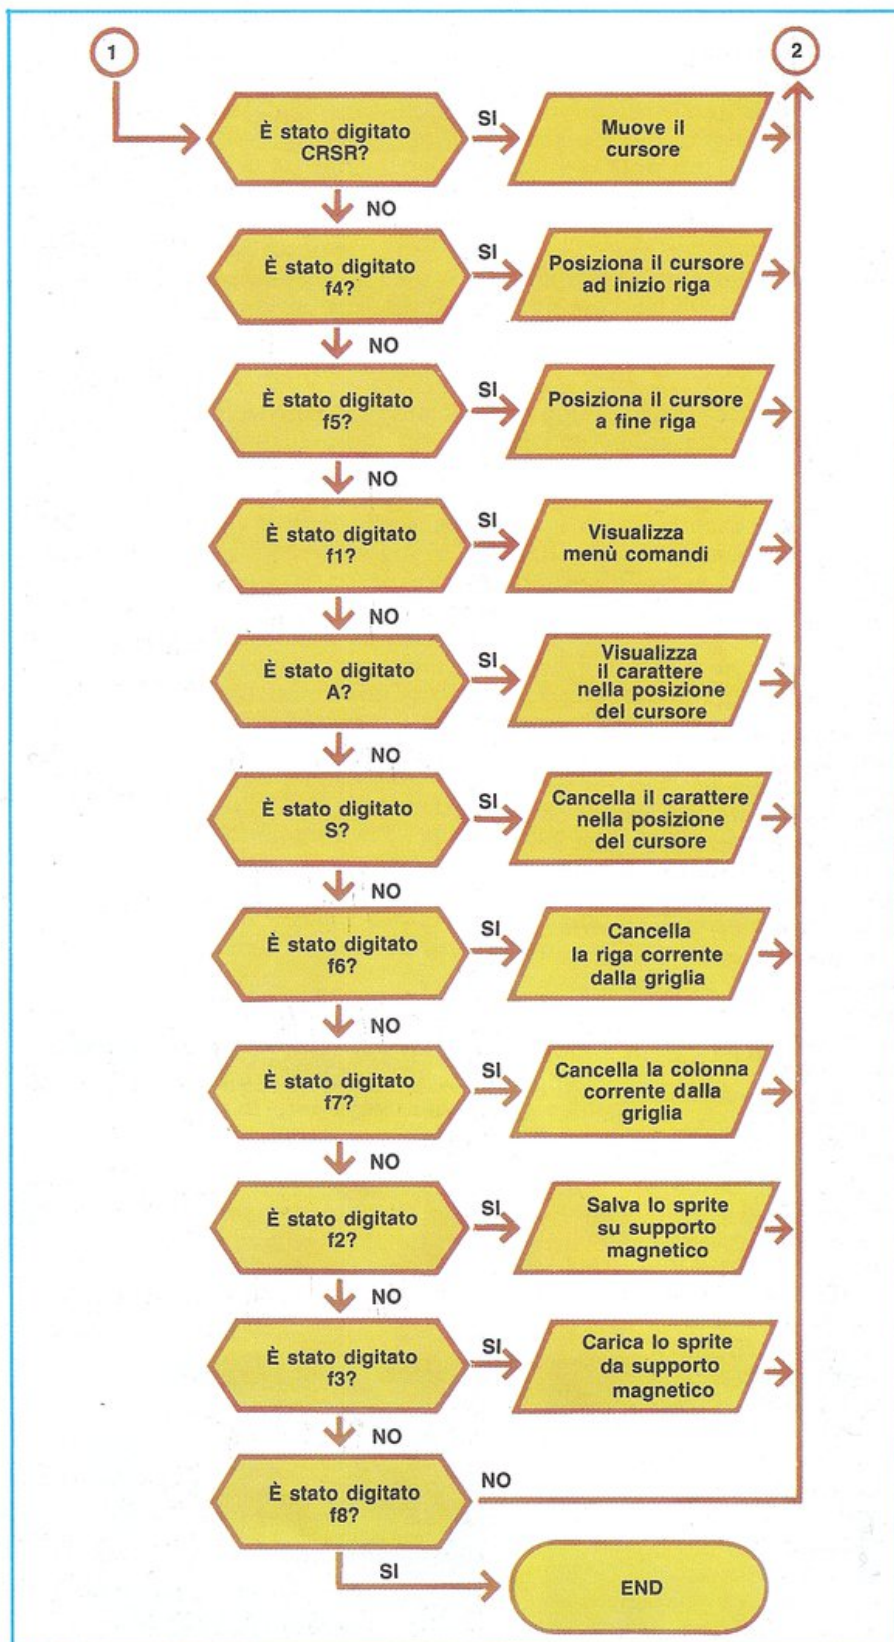 1
2
È stato digitato
CRSR?
SI
Muove il
cursore
NO
È stato digitato
f4?
SI
Posiziona il cursore
ad inizio riga
NO
È stato digitato
f5?
SI
Posiziona il cursore
a fine riga
NO
È stato digitato
f1?
SI
Visualizza
menù comandi
NO
È stato digitato
A?
SI
Visualizza
il carattere
nella posizione
del cursore
NO
È stato digitato
S?
SI
Cancella il carattere
nella posizione
del cursore
NO
È stato digitato
f6?
SI
Cancella
la riga corrente
dalla griglia
NO
È stato digitato
f7?
SI
Cancella la colonna
corrente dalla
griglia
NO
È stato digitato
f2?
SI
Salva lo sprite
su supporto
magnetico
NO
È stato digitato
f3?
SI
Carica lo sprite
da supporto
magnetico
NO
È stato digitato
f8?
NO
SI
END